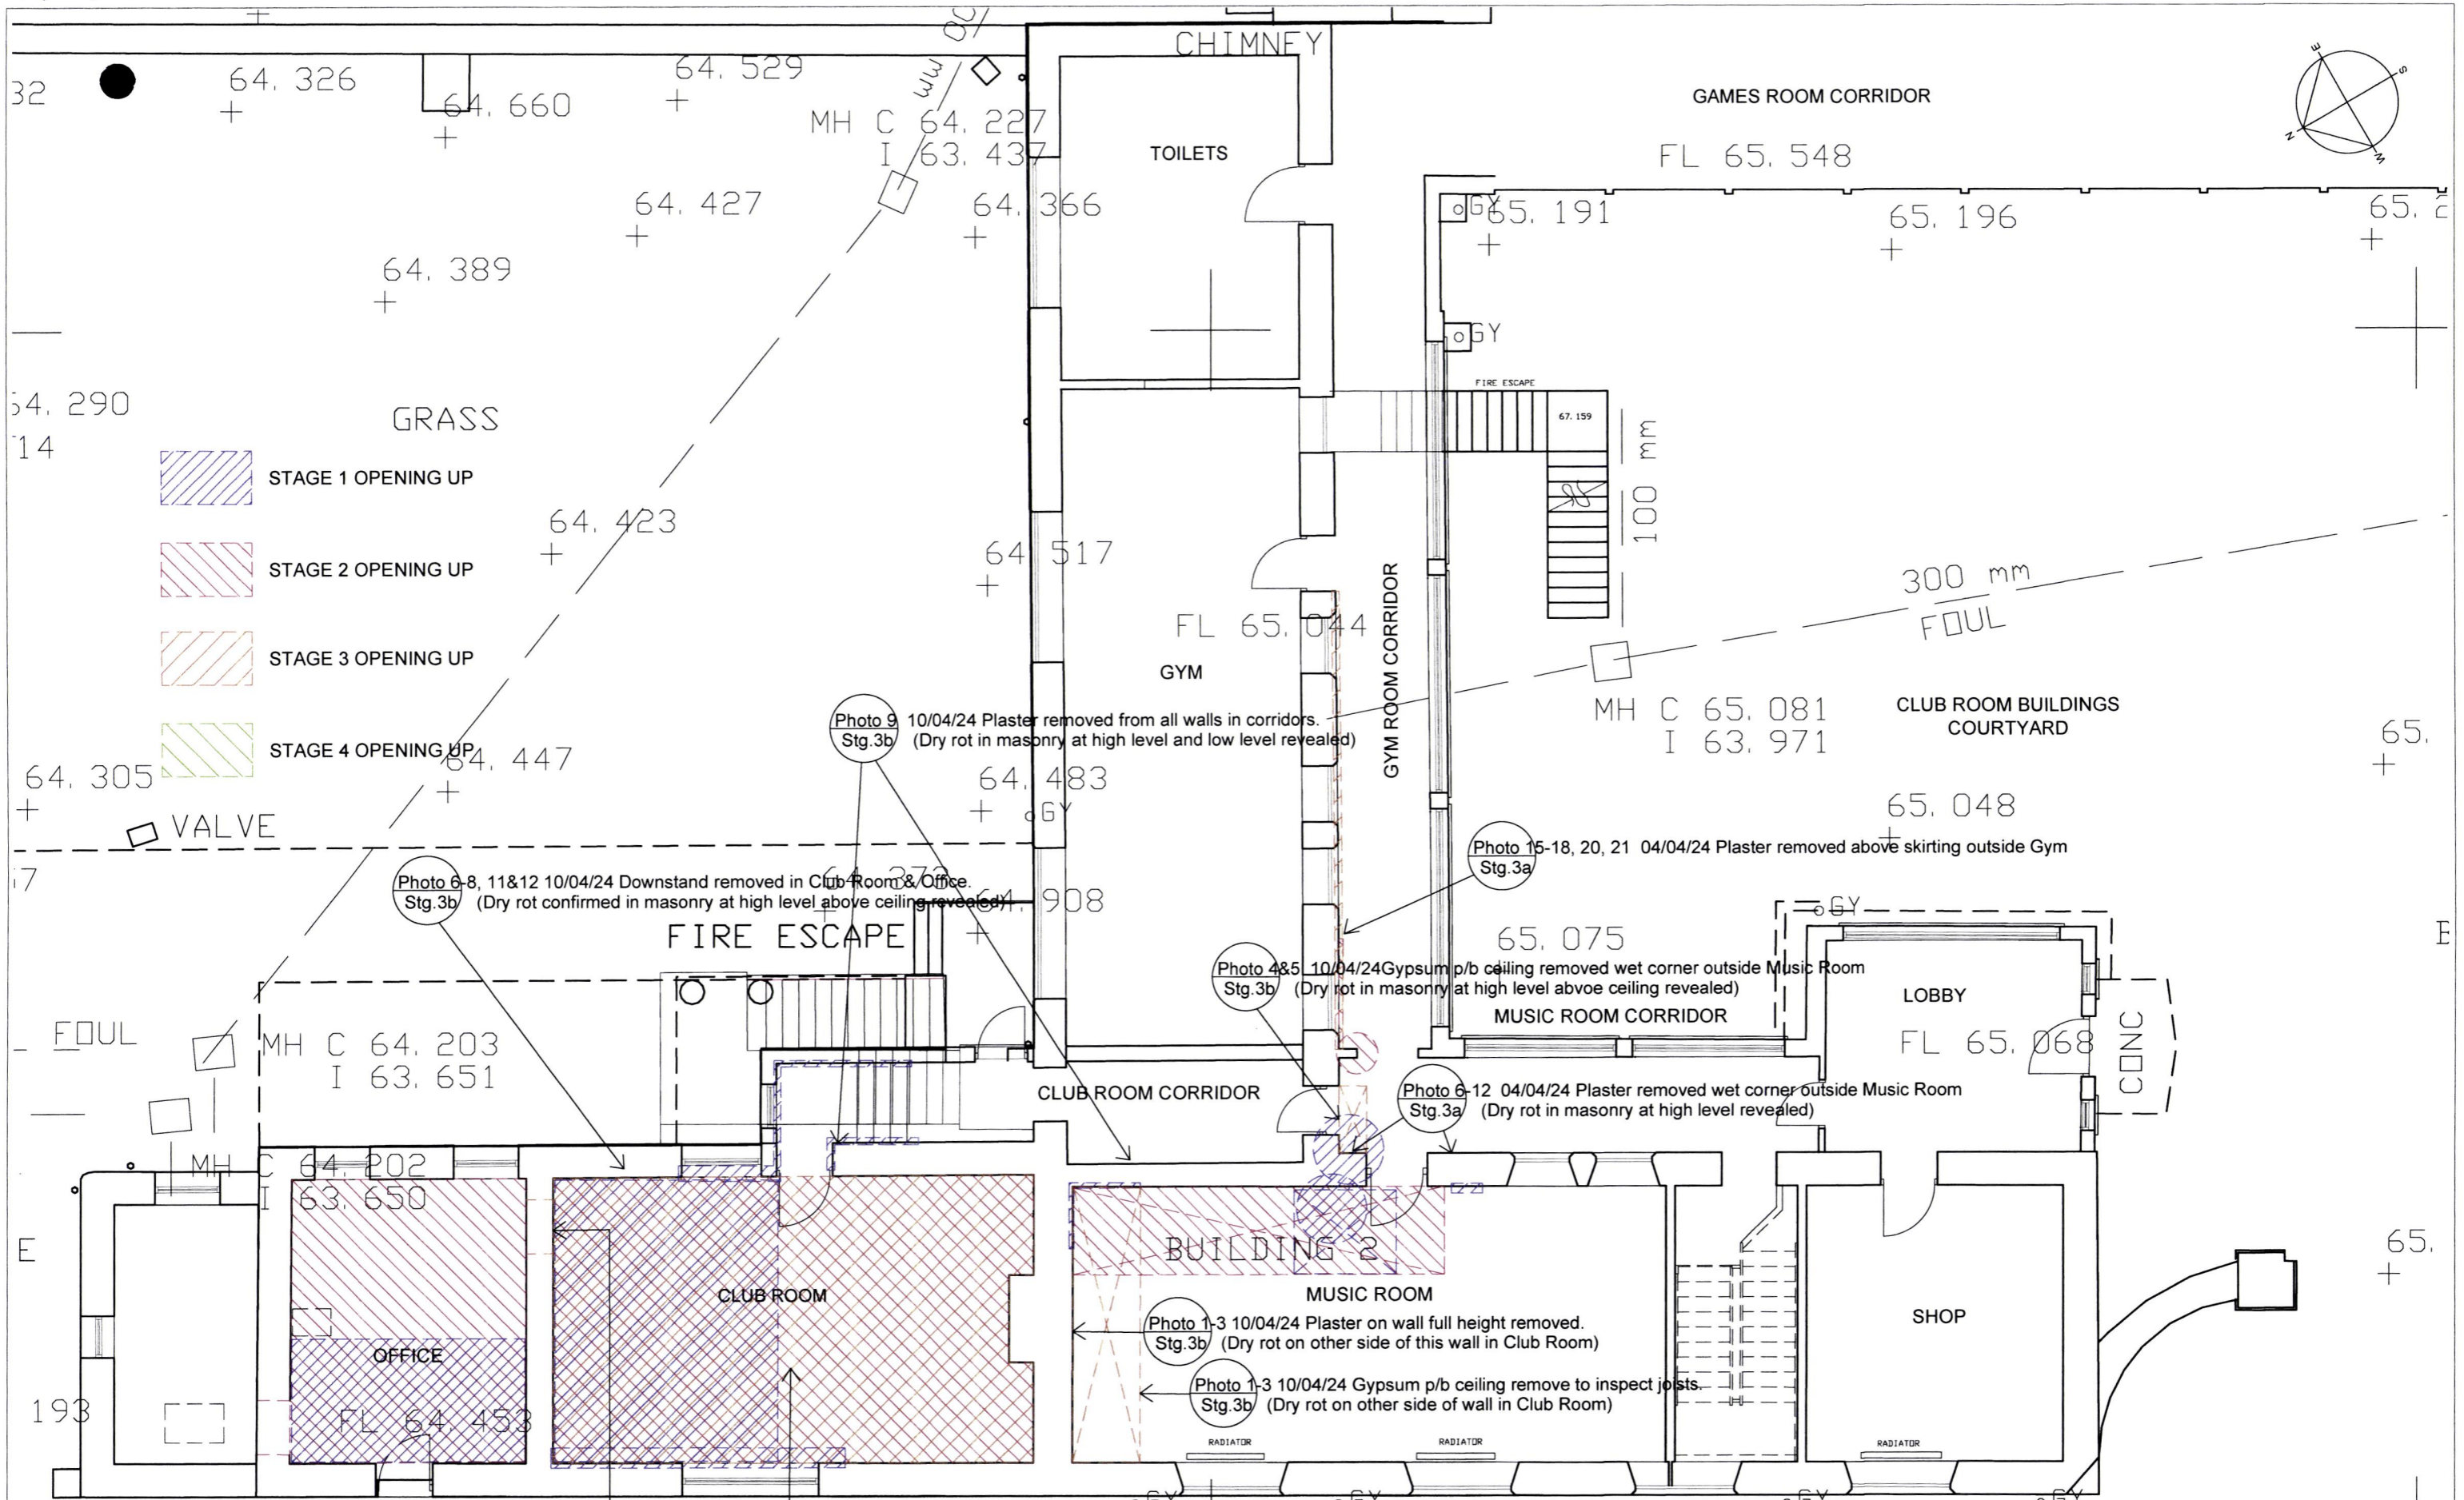 CHIMNEY
GAMES ROOM CORRIDOR
FL 65. 548
E
S
N
W
32
64. 326
64. 660
64. 529
MH C 64. 227
I 63. 437
TOILETS
64. 427
64. 366
GY
65. 191
65. 196
64. 389
GY
FIRE ESCAPE
67. 159
100 mm
64. 290
14
GRASS
STAGE 1 OPENING UP
STAGE 2 OPENING UP
STAGE 3 OPENING UP
STAGE 4 OPENING UP
64. 423
64. 517
FL 65. 044
GYM
GYM ROOM CORRIDOR
300 mm
FOUL
MH C 65. 081
I 63. 971
CLUB ROOM BUILDINGS
COURTYARD
Photo 9 10/04/24 Plaster removed from all walls in corridors.
Stg.3b (Dry rot in masonry at high level and low level revealed)
64. 447
64. 305
64. 483
GY
65.
VALVE
65. 048
Photo 15-18, 20, 21 04/04/24 Plaster removed above skirting outside Gym
Stg.3a
Photo 6-8, 11&12 10/04/24 Downstand removed in Club Room & Office.
Stg.3b (Dry rot confirmed in masonry at high level above ceiling revealed)
64. 373
64. 908
FIRE ESCAPE
GY
65. 075
Photo 4&5 10/04/24Gypsum p/b ceiling removed wet corner outside Music Room
Stg.3b (Dry rot in masonry at high level abvoe ceiling revealed)
LOBBY
MUSIC ROOM CORRIDOR
FL 65. 068
CONC
FOUL
MH C 64. 203
I 63. 651
CLUB ROOM CORRIDOR
Photo 6-12 04/04/24 Plaster removed wet corner outside Music Room
Stg.3a (Dry rot in masonry at high level revealed)
MH C 64. 202
I 63. 650
E
BUILDING 2
65.
CLUB ROOM
MUSIC ROOM
SHOP
Photo 1-3 10/04/24 Plaster on wall full height removed.
Stg.3b (Dry rot on other side of this wall in Club Room)
OFFICE
Photo 1-3 10/04/24 Gypsum p/b ceiling remove to inspect joists.
Stg.3b (Dry rot on other side of wall in Club Room)
193
FL 64. 453
RADIATOR
RADIATOR
RADIATOR
GY
GY
GY
GY